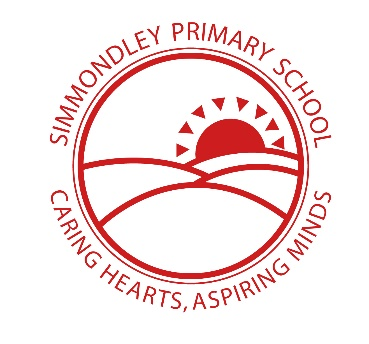 SIMMONDLEY PRIMARY SCHOOL
CARING HEARTS, ASPIRING MINDS